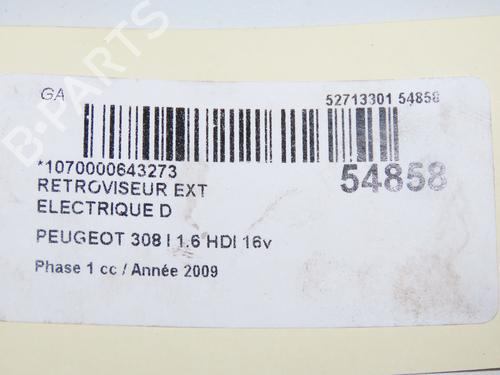 GA
52713301 54858
*1070000643273
54858
RETROVISEUR EXT
ELECTRIQUE D
PEUGEOT 308 I 1.6 HDI 16v
Phase 1 cc / Année 2009
B-PARTS